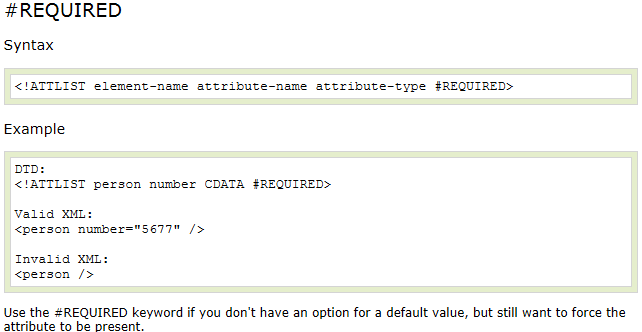 #REQUIRED
Syntax
<!ATTLIST element-name attribute-name attribute-type #REQUIRED>
Example
DTD:
<!ATTLIST person number CDATA #REQUIRED>
Valid XML:
<person number="5677" />
Invalid XML:
<person />
Use the #REQUIRED keyword if you don't have an option for a default value, but still want to force the
attribute to be present.